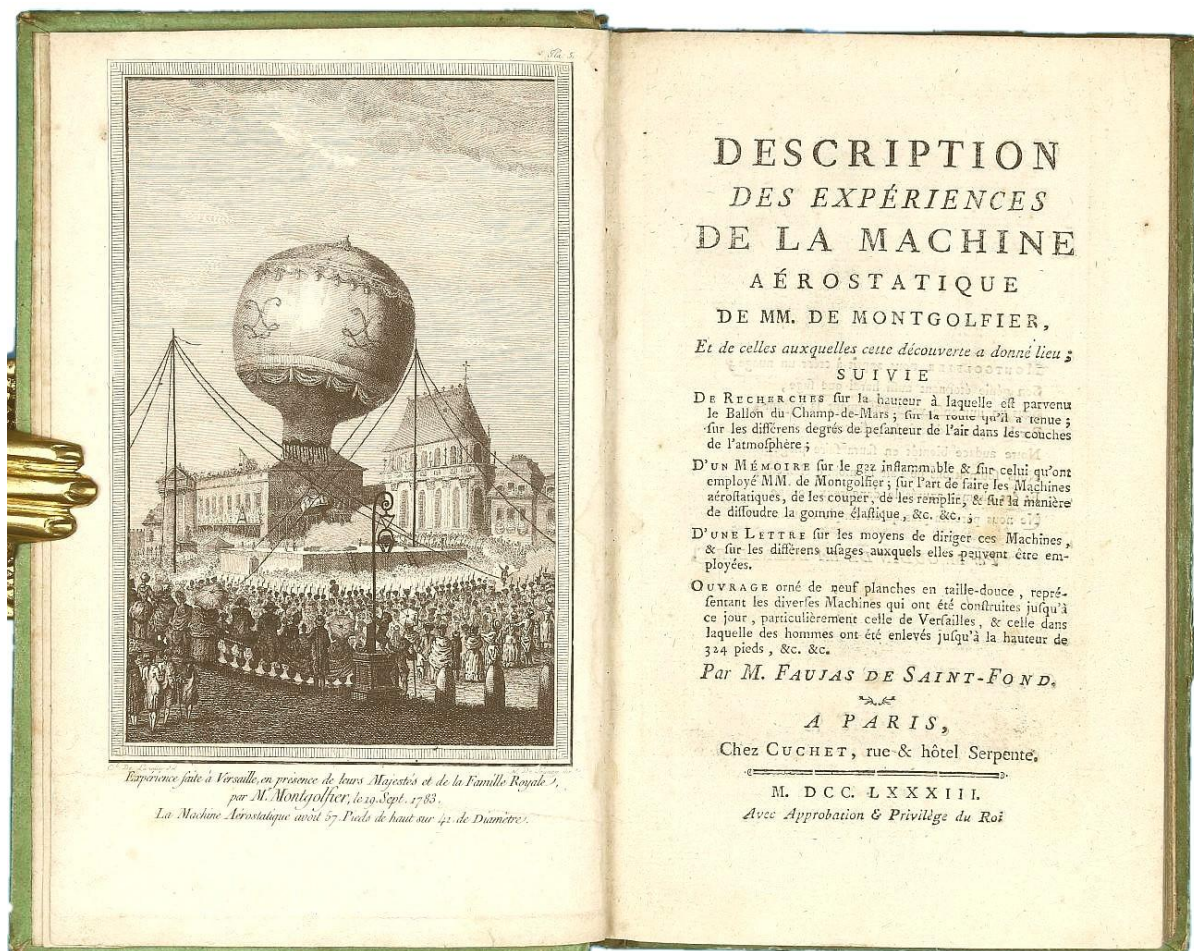 Pla. 5.
Expérience faite à Versaille, en présence de leurs Majestés et de la Famille Royale,
par Mr. Montgolfier, le 19. Sept. 1783.
La Machine Aérostatique avoit 57. Pieds de haut sur 41. de Diamètre.
DESCRIPTION
DES EXPÉRIENCES
DE LA MACHINE
AÉROSTATIQUE
DE MM. DE MONTGOLFIER,
Et de celles auxquelles cette découverte a donné lieu ;
SUIVIE
DE RECHERCHES ſur la hauteur à laquelle eſt parvenu
le Ballon du Champ-de-Mars ; ſur la route qu'il a tenue ;
ſur les différens degrés de peſanteur de l'air dans les couches
de l'atmoſphère ;
D'UN MÉMOIRE ſur le gaz inflammable & ſur celui qu'ont
employé MM. de Montgolfier ; ſur l'art de faire les Machines
aéroſtatiques, de les couper, de les remplir, & ſur la manière
de diſſoudre la gomme élaſtique, &c. &c. ;
D'UNE LETTRE ſur les moyens de diriger ces Machines,
& ſur les différens uſages auxquels elles peuvent être em-
ployées.
OUVRAGE orné de neuf planches en taille-douce, repré-
ſentant les diverſes Machines qui ont été conſtruites juſqu'à
ce jour, particulièrement celle de Verſailles, & celle dans
laquelle des hommes ont été enlevés juſqu'à la hauteur de
324 pieds, &c. &c.
Par M. FAUJAS DE SAINT-FOND.
A PARIS,
Chez CUCHET, rue & hôtel Serpente.
M. DCC. LXXXIII.
Avec Approbation & Privilège du Roi